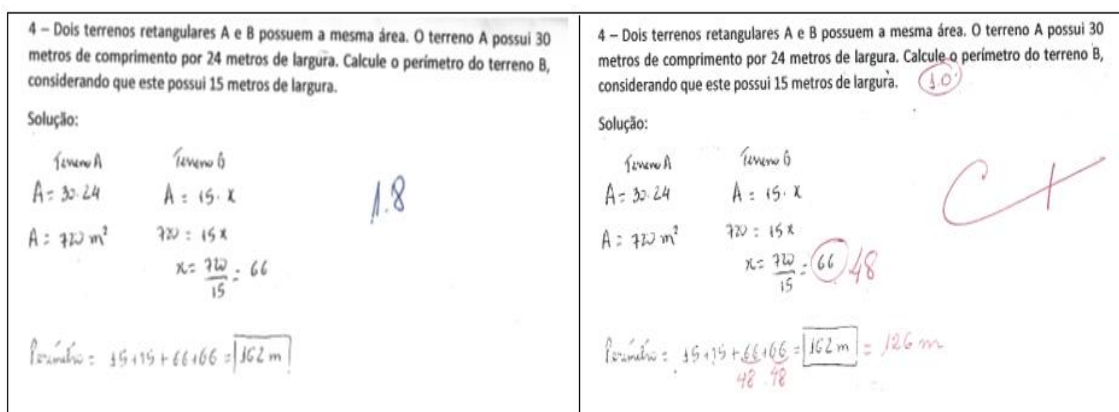 4 – Dois terrenos retangulares A e B possuem a mesma área. O terreno A possui 30
metros de comprimento por 24 metros de largura. Calcule o perímetro do terreno B,
considerando que este possui 15 metros de largura.
Solução:
Terreno A Terreno B
A = 30.24 A = 15. x
1.8
A = 720 m² 720 = 15x
x = 720/15 = 66
Perímetro = 15+15+66+66 = 162 m
4 – Dois terrenos retangulares A e B possuem a mesma área. O terreno A possui 30
metros de comprimento por 24 metros de largura. Calcule o perímetro do terreno B,
considerando que este possui 15 metros de largura. 1.0
Solução:
Terreno A Terreno B
A = 30.24 A = 15. x
A = 720 m² 720 = 15x
x = 720/15 = 66 48
Perímetro = 15+15+66+66 = 162 m = 126 m
48 48